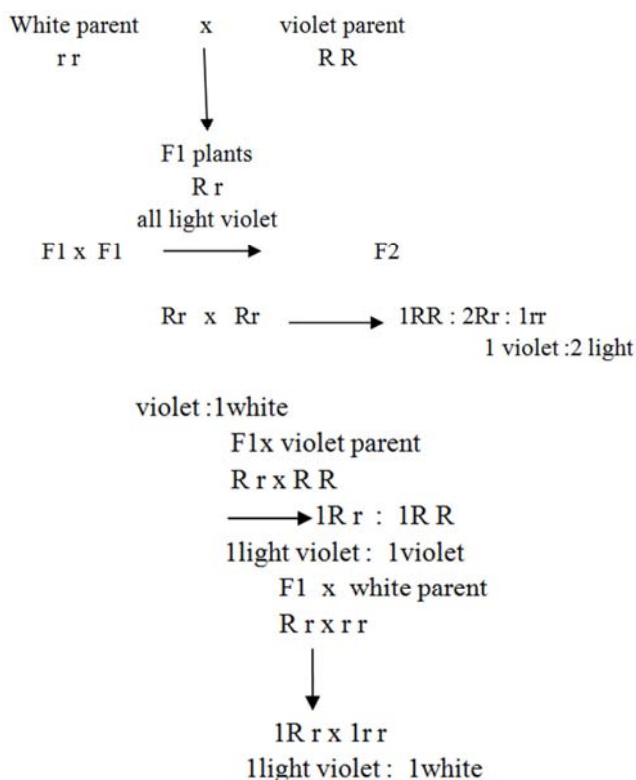 White parent x violet parent
r r R R
F1 plants
R r
all light violet
F1 x F1 F2
Rr x Rr 1RR : 2Rr : 1rr
1 violet :2 light
violet :1white
F1x violet parent
R r x R R
1R r : 1R R
1light violet : 1violet
F1 x white parent
R r x r r
1R r x 1r r
1light violet : 1white